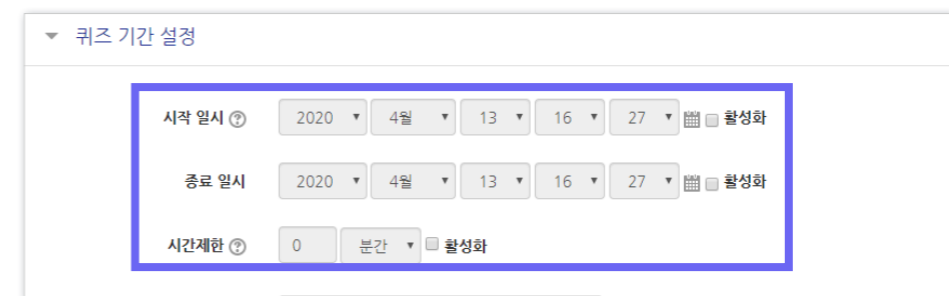 퀴즈 기간 설정
시작 일시 ? 2020 4월 13 16 27 활성화
종료 일시 2020 4월 13 16 27 활성화
시간제한 ? 0 분간 활성화